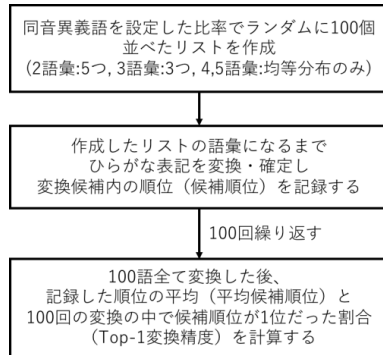 同音異義語を設定した比率でランダムに100個
並べたリストを作成
(2語彙:5つ, 3語彙:3つ, 4,5語彙:均等分布のみ)
作成したリストの語彙になるまで
ひらがな表記を変換・確定し
変換候補内の順位（候補順位）を記録する
100回繰り返す
100語全て変換した後、
記録した順位の平均（平均候補順位）と
100回の変換の中で候補順位が1位だった割合
（Top-1変換精度）を計算する